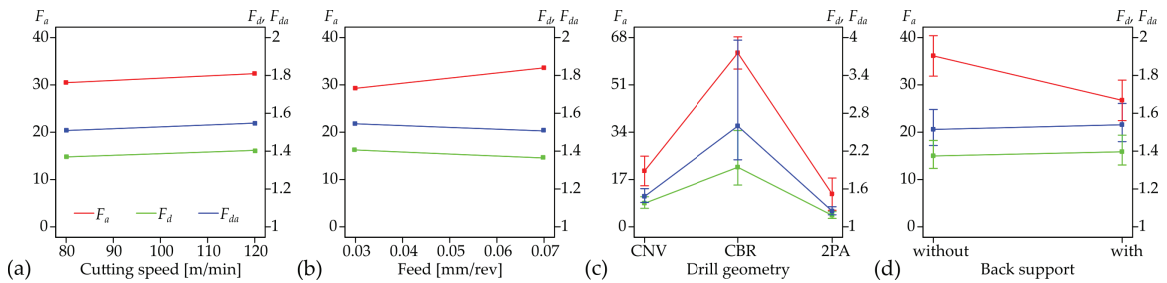 Fa Fd, Fda Fa Fd, Fda Fa Fd, Fda Fa Fd, Fda
40 2 40 2 68 4 40 2
30 1.8 30 1.8 51 3.4 30 1.8
1.6 1.6 2.8 1.6
20 20 34 20
1.4 1.4 2.2 1.4
10 1.2 10 1.2 17 1.6 10 1.2
Fa Fd Fda
0 1 0 1 0 1 0 1
80 90 100 110 120 0.03 0.04 0.05 0.06 0.07 CNV CBR 2PA without with
(a) Cutting speed [m/min] (b) Feed [mm/rev] (c) Drill geometry (d) Back support